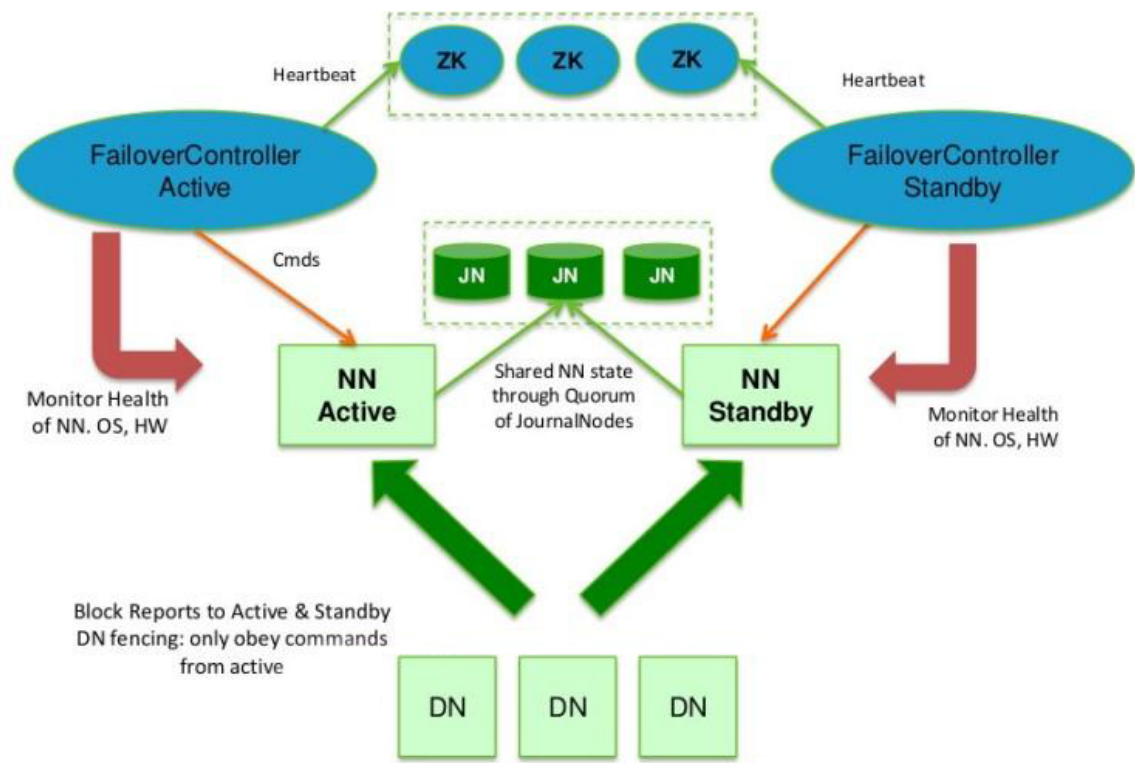 ZK
ZK
ZK
Heartbeat
Heartbeat
FailoverController
Active
FailoverController
Standby
Cmds
JN
JN
JN
NN
Active
Shared NN state
through Quorum
of JournalNodes
NN
Standby
Monitor Health
of NN. OS, HW
Monitor Health
of NN. OS, HW
Block Reports to Active & Standby
DN fencing: only obey commands
from active
DN
DN
DN